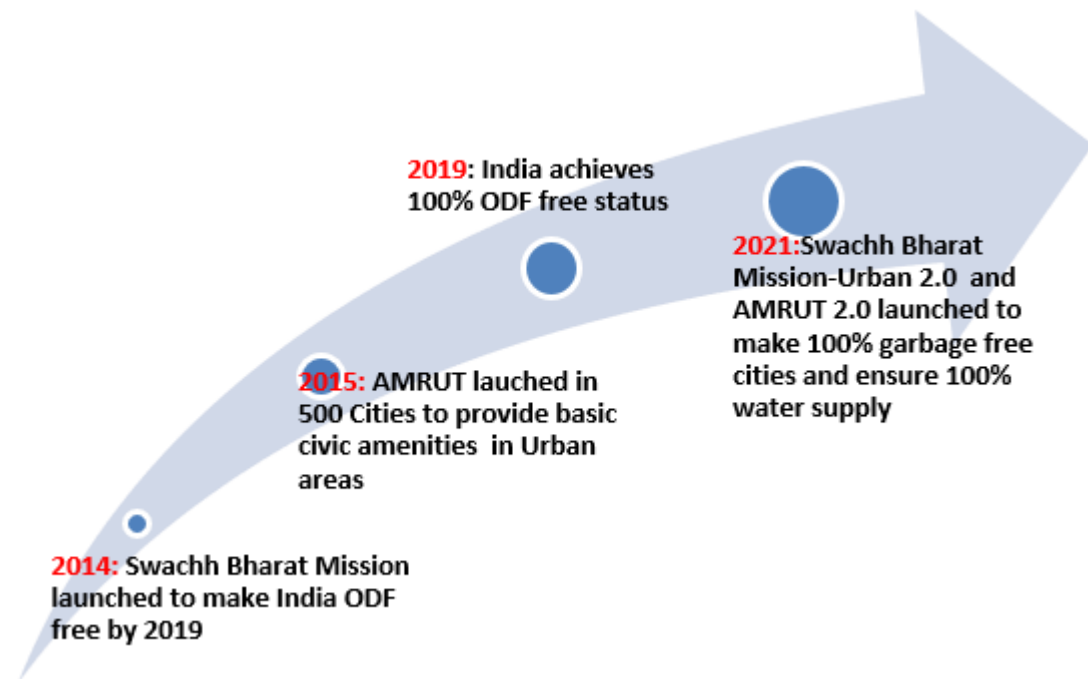 2014: Swachh Bharat Mission
launched to make India ODF
free by 2019
2015: AMRUT lauched in
500 Cities to provide basic
civic amenities in Urban
areas
2019: India achieves
100% ODF free status
2021:Swachh Bharat
Mission-Urban 2.0 and
AMRUT 2.0 launched to
make 100% garbage free
cities and ensure 100%
water supply